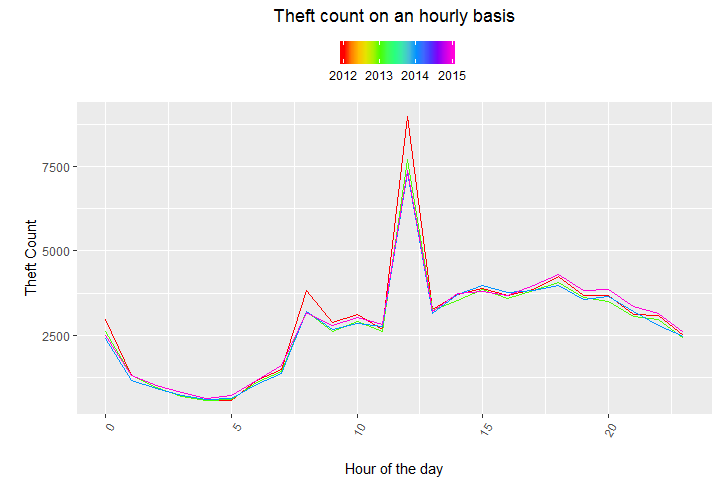 Theft count on an hourly basis
2012 2013 2014 2015
7500
5000
2500
Theft Count
0 5 10 15 20
Hour of the day